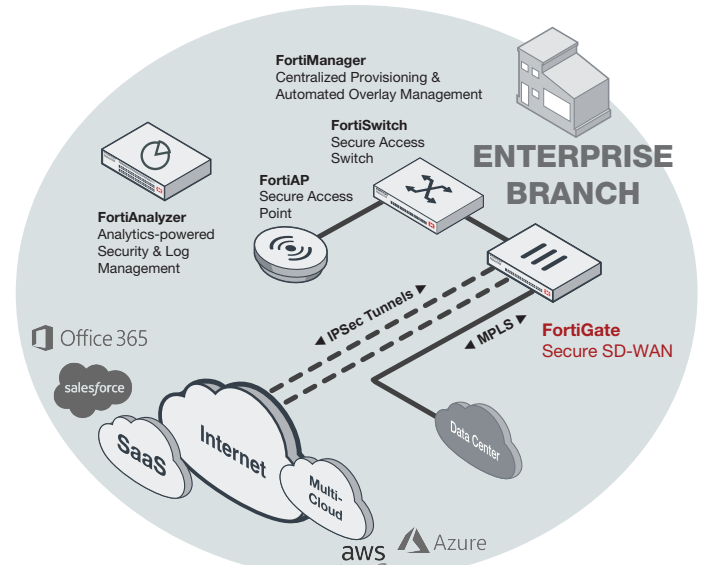 FortiManager
Centralized Provisioning &
Automated Overlay Management
FortiSwitch
Secure Access
Switch
ENTERPRISE
BRANCH
FortiAP
Secure Access
Point
FortiAnalyzer
Analytics-powered
Security & Log
Management
◄ IPSec Tunnels ►
◄ MPLS ►
FortiGate
Secure SD-WAN
Office 365
salesforce
SaaS
Internet
Multi-
Cloud
Data Center
aws
Azure